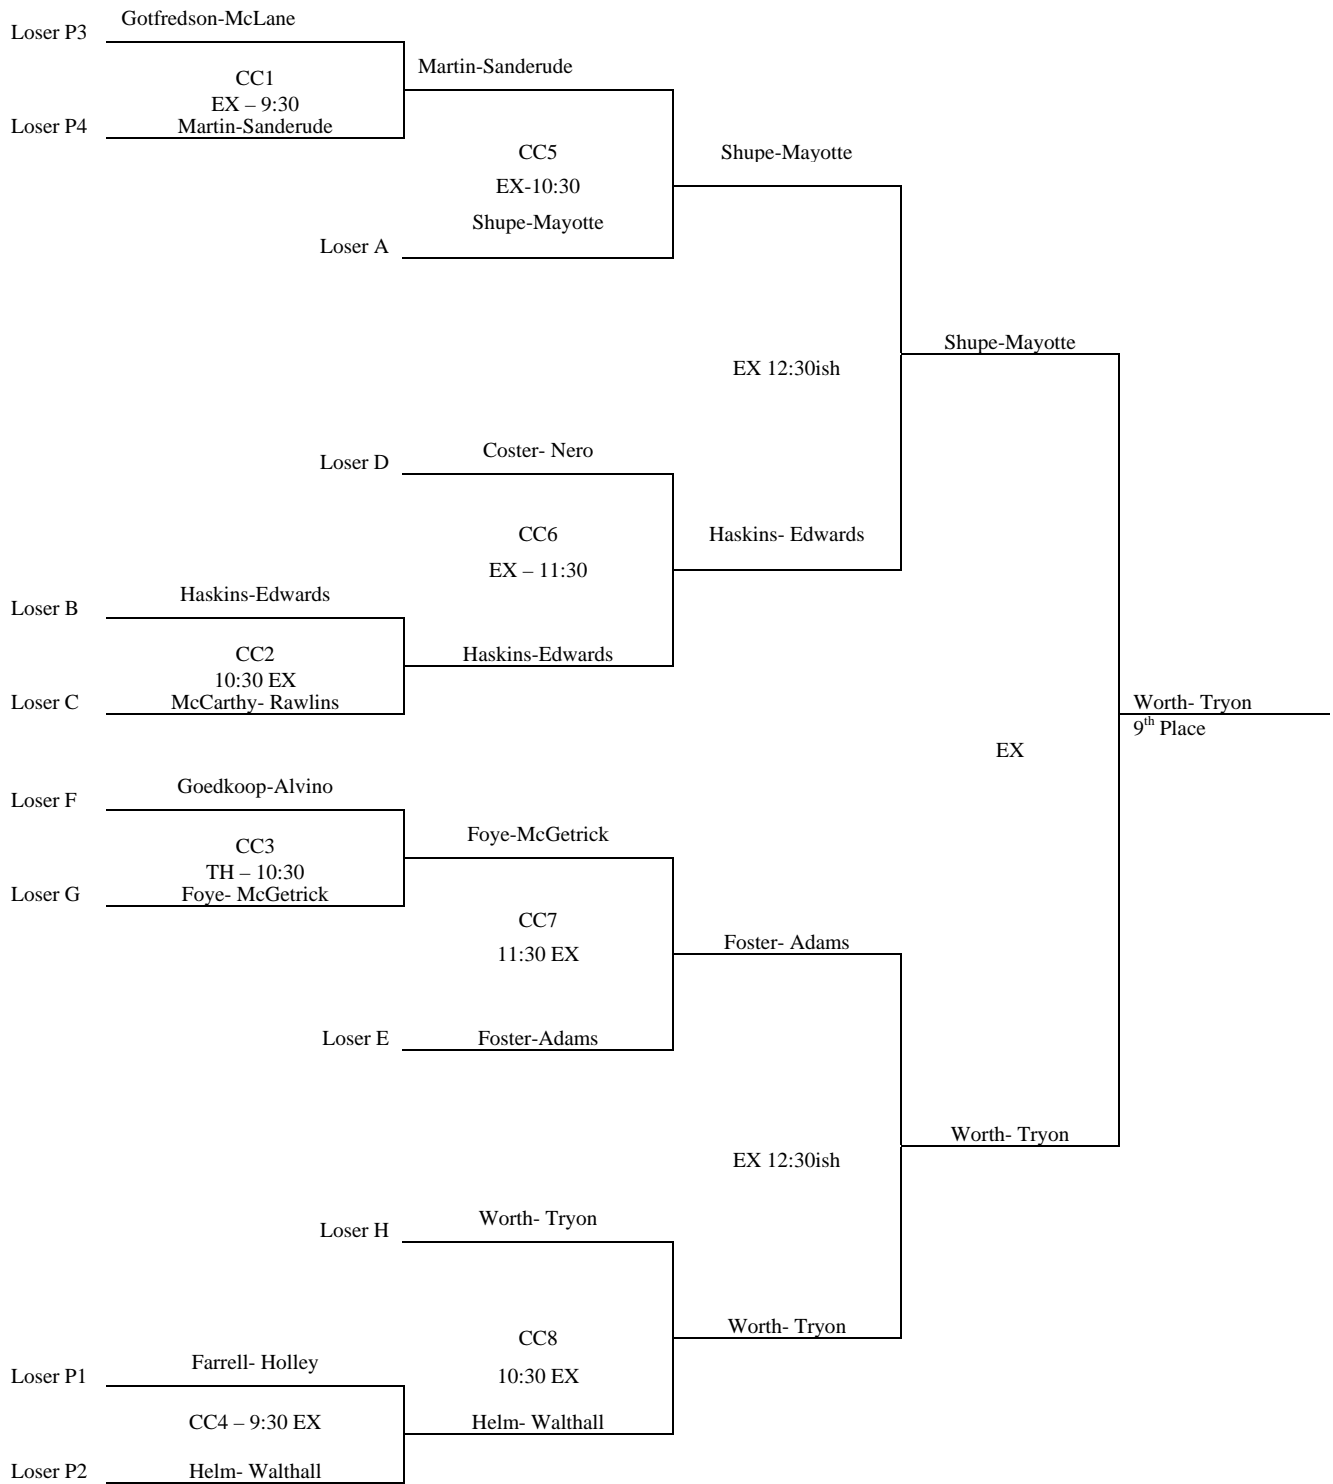 Gotfredson-McLane
Loser P3
Martin-Sanderude
CC1
EX – 9:30
Loser P4
Martin-Sanderude
CC5
Shupe-Mayotte
EX-10:30
Shupe-Mayotte
Loser A
Shupe-Mayotte
EX 12:30ish
Coster- Nero
Loser D
CC6
Haskins- Edwards
EX – 11:30
Haskins-Edwards
Loser B
CC2
Haskins-Edwards
10:30 EX
Loser C
McCarthy- Rawlins
Worth- Tryon
9th Place
EX
Goedkoop-Alvino
Loser F
Foye-McGetrick
CC3
TH – 10:30
Loser G
Foye- McGetrick
CC7
Foster- Adams
11:30 EX
Loser E
Foster-Adams
Worth- Tryon
EX 12:30ish
Worth- Tryon
Loser H
Worth- Tryon
CC8
Farrell- Holley
Loser P1
10:30 EX
CC4 – 9:30 EX
Helm- Walthall
Loser P2
Helm- Walthall